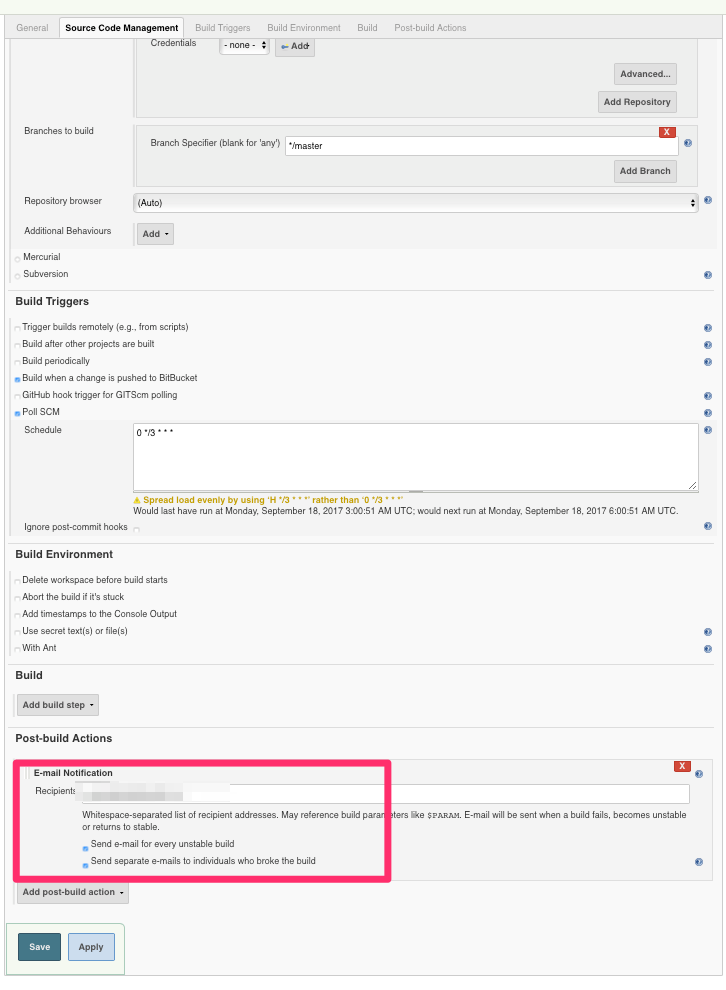 General Source Code Management Build Triggers Build Environment Build Post-build Actions
Credentials - none - Add
Advanced...
Add Repository
Branches to build
X
Branch Specifier (blank for 'any') */master
Add Branch
Repository browser (Auto)
Additional Behaviours Add
Mercurial
Subversion
Build Triggers
Trigger builds remotely (e.g., from scripts)
Build after other projects are built
Build periodically
Build when a change is pushed to BitBucket
GitHub hook trigger for GITScm polling
Poll SCM
Schedule 0 */3 * * *
Spread load evenly by using ‘H */3 * * *’ rather than ‘0 */3 * * *’
Would last have run at Monday, September 18, 2017 3:00:51 AM UTC; would next run at Monday, September 18, 2017 6:00:51 AM UTC.
Ignore post-commit hooks
Build Environment
Delete workspace before build starts
Abort the build if it's stuck
Add timestamps to the Console Output
Use secret text(s) or file(s)
With Ant
Build
Add build step
Post-build Actions
X
E-mail Notification
Recipients
Whitespace-separated list of recipient addresses. May reference build parameters like $PARAM. E-mail will be sent when a build fails, becomes unstable
or returns to stable.
Send e-mail for every unstable build
Send separate e-mails to individuals who broke the build
Add post-build action
Save Apply